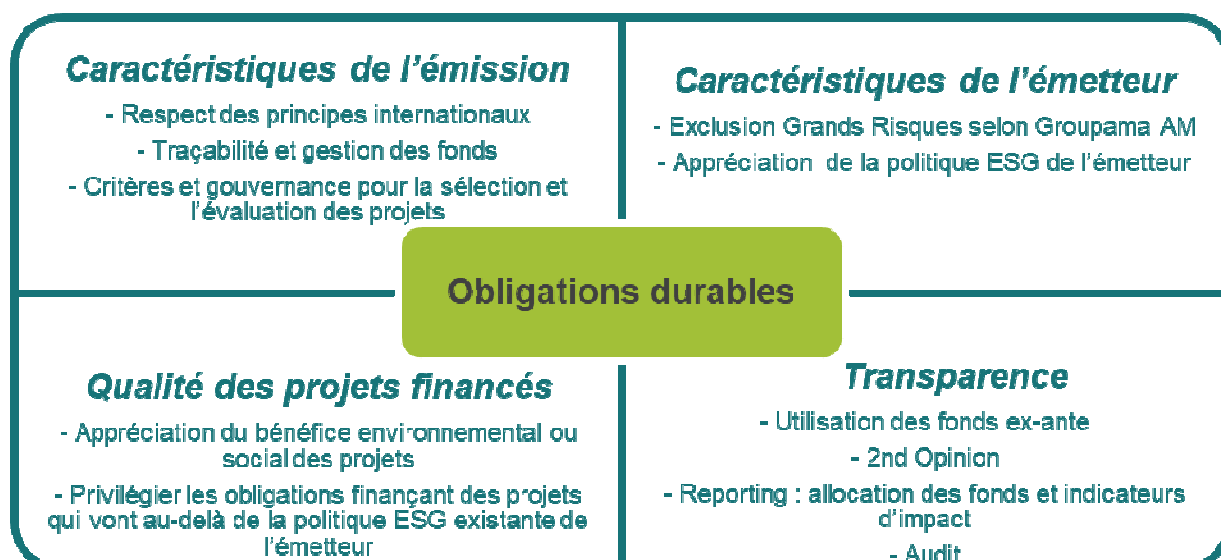 Caractéristiques de l'émission
- Respect des principes internationaux
- Traçabilité et gestion des fonds
- Critères et gouvernance pour la sélection et
l'évaluation des projets
Caractéristiques de l'émetteur
- Exclusion Grands Risques selon Groupama AM
- Appréciation de la politique ESG de l'émetteur
Obligations durables
Qualité des projets financés
- Appréciation du bénéfice environnemental ou
social des projets
- Privilégier les obligations finançant des projets
qui vont au-delà de la politique ESG existante de
l'émetteur
Transparence
- Utilisation des fonds ex-ante
- 2nd Opinion
- Reporting : allocation des fonds et indicateurs
d'impact
- Audit